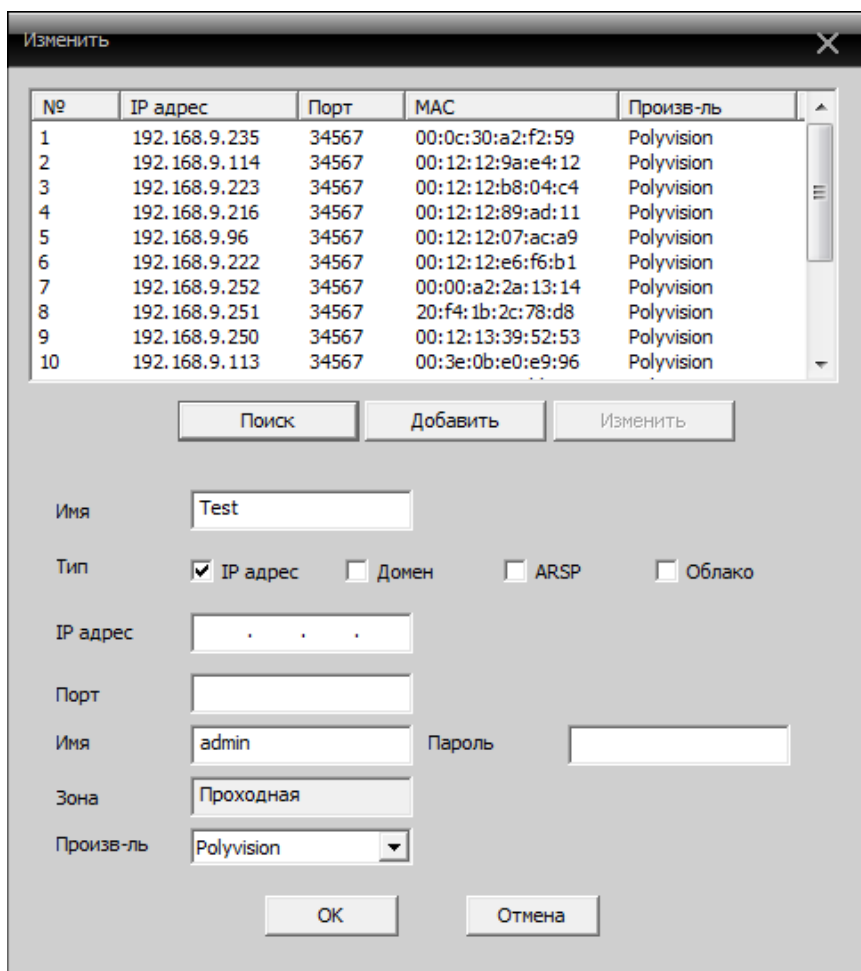 Изменить
№ IP адрес Порт MAC Произв-ль
1 192.168.9.235 34567 00:0c:30:a2:f2:59 Polyvision
2 192.168.9.114 34567 00:12:12:9a:e4:12 Polyvision
3 192.168.9.223 34567 00:12:12:b8:04:c4 Polyvision
4 192.168.9.216 34567 00:12:12:89:ad:11 Polyvision
5 192.168.9.96 34567 00:12:12:07:ac:a9 Polyvision
6 192.168.9.222 34567 00:12:12:e6:f6:b1 Polyvision
7 192.168.9.252 34567 00:00:a2:2a:13:14 Polyvision
8 192.168.9.251 34567 20:f4:1b:2c:78:d8 Polyvision
9 192.168.9.250 34567 00:12:13:39:52:53 Polyvision
10 192.168.9.113 34567 00:3e:0b:e0:e9:96 Polyvision
Поиск Добавить Изменить
Имя Test
Тип IP адрес Домен ARSP Облако
IP адрес . . .
Порт
Имя admin Пароль
Зона Проходная
Произв-ль Polyvision
OK Отмена